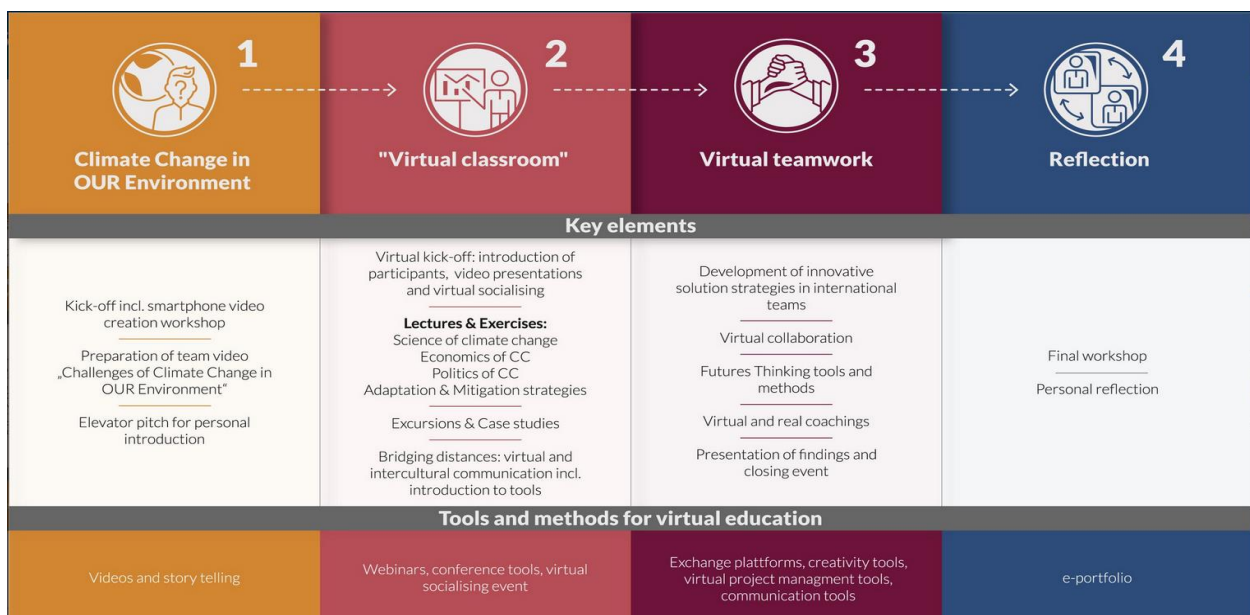 1
Climate Change in
OUR Environment
2
"Virtual classroom"
3
Virtual teamwork
4
Reflection
Key elements
Kick-off incl. smartphone video
creation workshop
Preparation of team video
„Challenges of Climate Change in
OUR Environment“
Elevator pitch for personal
introduction
Virtual kick-off: introduction of
participants, video presentations
and virtual socialising
Lectures & Exercises:
Science of climate change
Economics of CC
Politics of CC
Adaptation & Mitigation strategies
Excursions & Case studies
Bridging distances: virtual and
intercultural communication incl.
introduction to tools
Development of innovative
solution strategies in international
teams
Virtual collaboration
Futures Thinking tools and
methods
Virtual and real coachings
Presentation of findings and
closing event
Final workshop
Personal reflection
Tools and methods for virtual education
Videos and story telling
Webinars, conference tools, virtual
socialising event
Exchange plattforms, creativity tools,
virtual project managment tools,
communication tools
e-portfolio